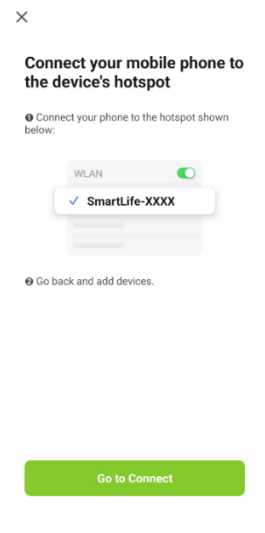 Connect your mobile phone to
the device's hotspot
❶ Connect your phone to the hotspot shown
below:
WLAN
SmartLife-XXXX
❷ Go back and add devices.
Go to Connect